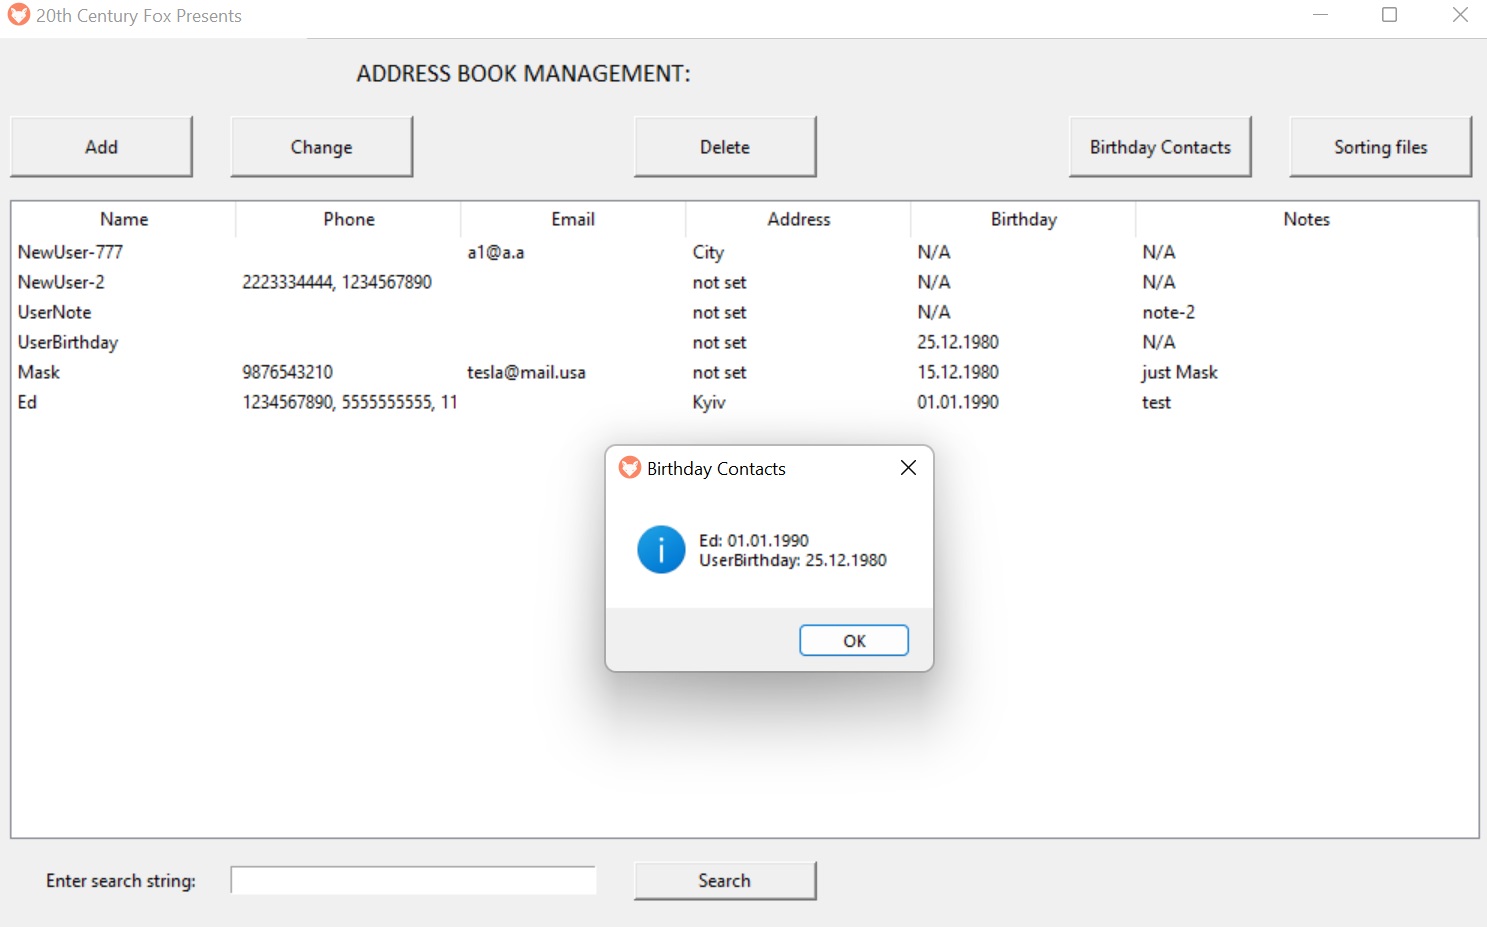 20th Century Fox Presents
ADDRESS BOOK MANAGEMENT:
Add Change Delete Birthday Contacts Sorting files
Name Phone Email Address Birthday Notes
NewUser-777 a1@a.a City N/A N/A
NewUser-2 2223334444, 1234567890 not set N/A N/A
UserNote not set N/A note-2
UserBirthday not set 25.12.1980 N/A
Mask 9876543210 tesla@mail.usa not set 15.12.1980 just Mask
Ed 1234567890, 5555555555, 11 Kyiv 01.01.1990 test
Birthday Contacts
Ed: 01.01.1990
UserBirthday: 25.12.1980
OK
Enter search string: Search